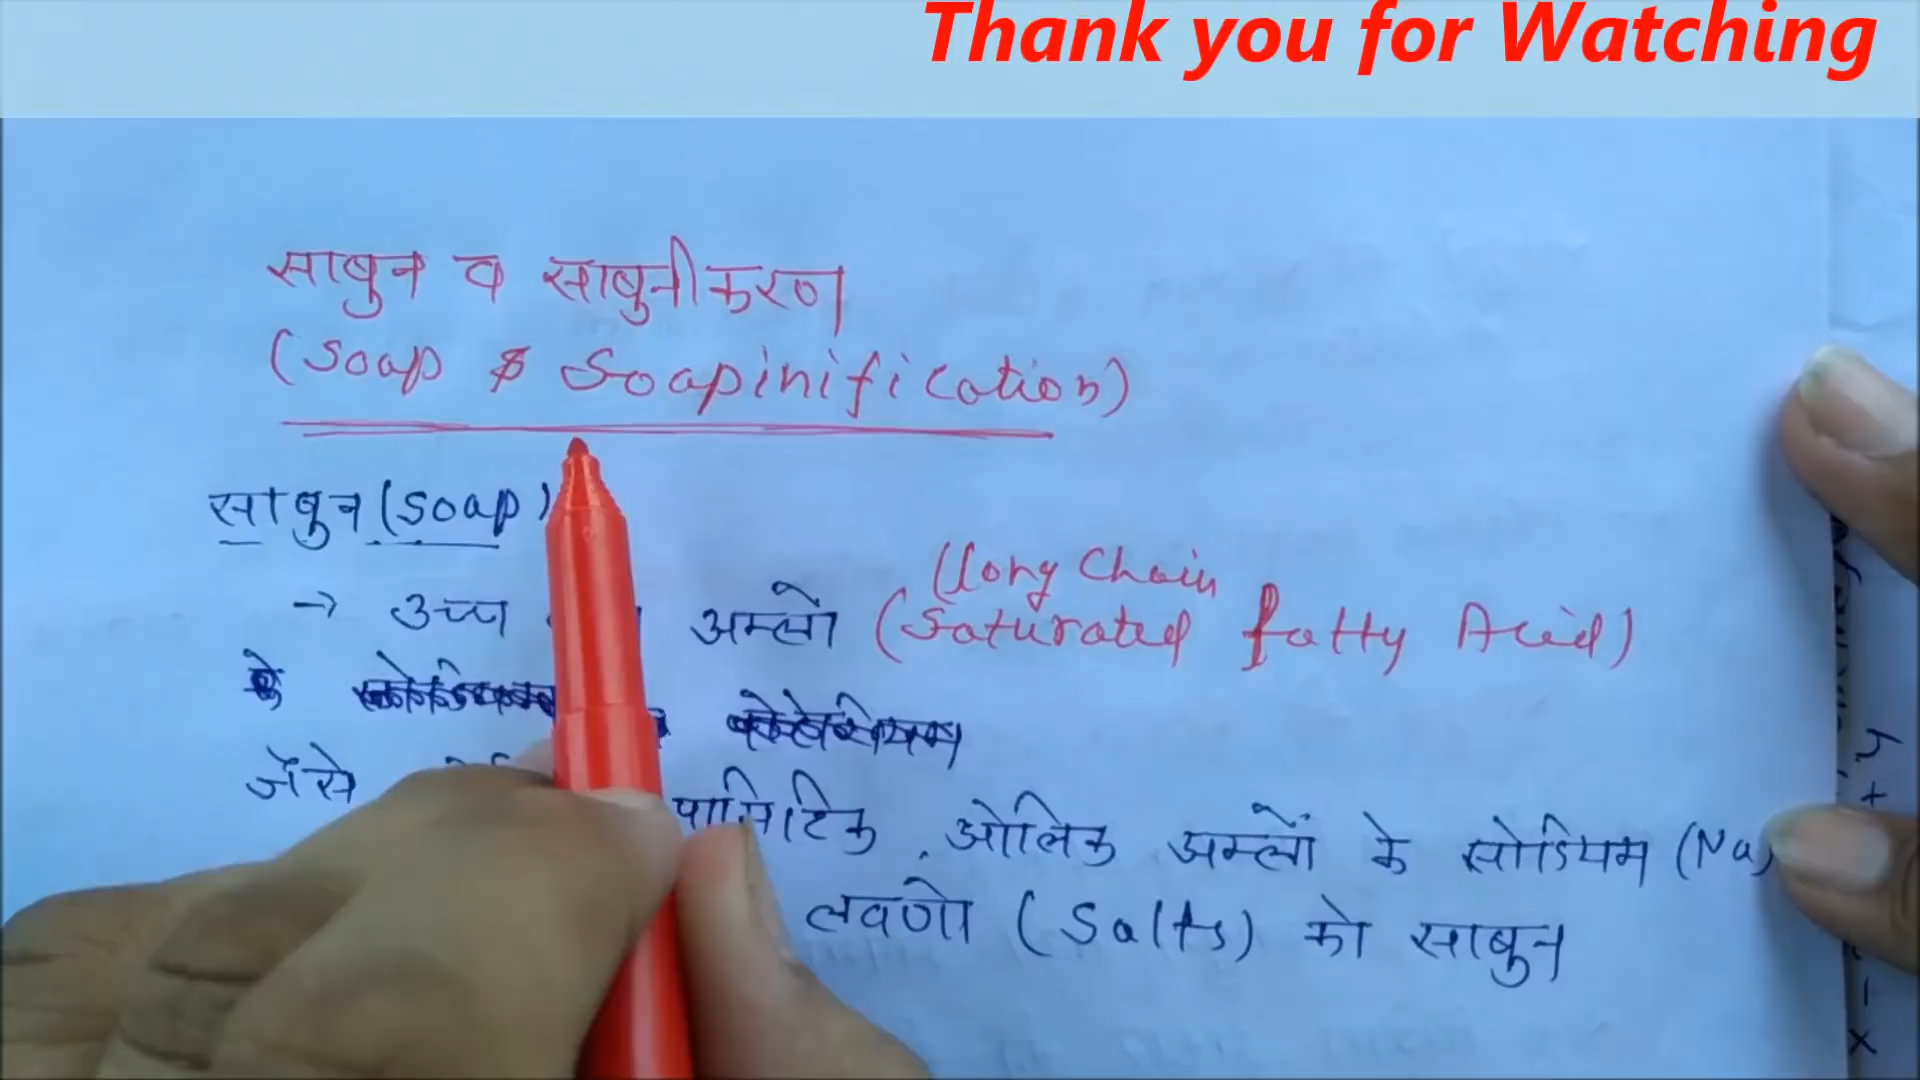 Thank you for Watching
साबुन व साबुनीकरण
(Soap & Soapinification)
साबुन (Soap)
(long Chain
→ उच्च अम्लो (Saturated fatty Acid)
के
जैसे पामिटिक, ओलिक अम्लों के सोडियम (Na)
लवणो (Salts) को साबुन